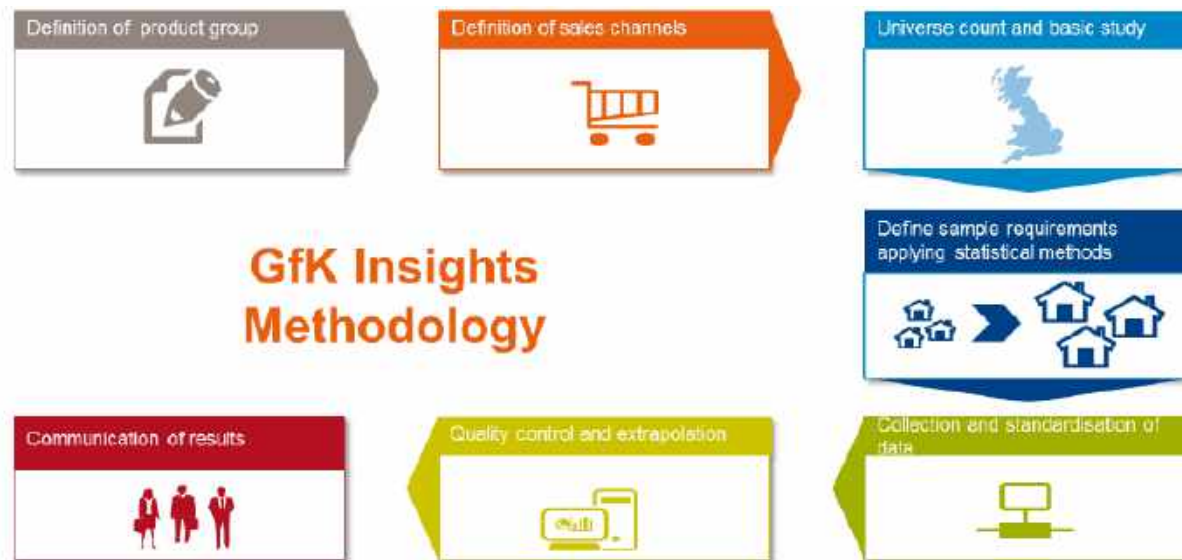 Definition of product group
Definition of sales channels
Universe count and basic study
Define sample requirements
applying statistical methods
GfK Insights
Methodology
Communication of results
Quality control and extrapolation
Collection and standardisation of
data